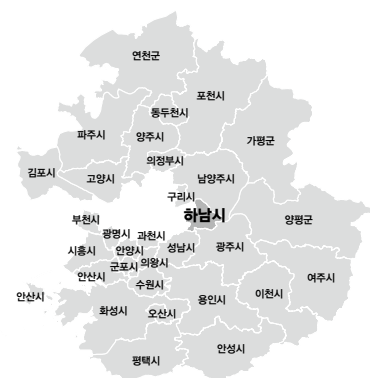 연천군
포천시
동두천시
파주시
양주시
가평군
의정부시
김포시
고양시
남양주시
구리시
하남시
양평군
부천시
광명시
과천시
시흥시
안양시
성남시
광주시
군포시
의왕시
안산시
수원시
여주시
안산시
용인시
이천시
화성시
오산시
평택시
안성시